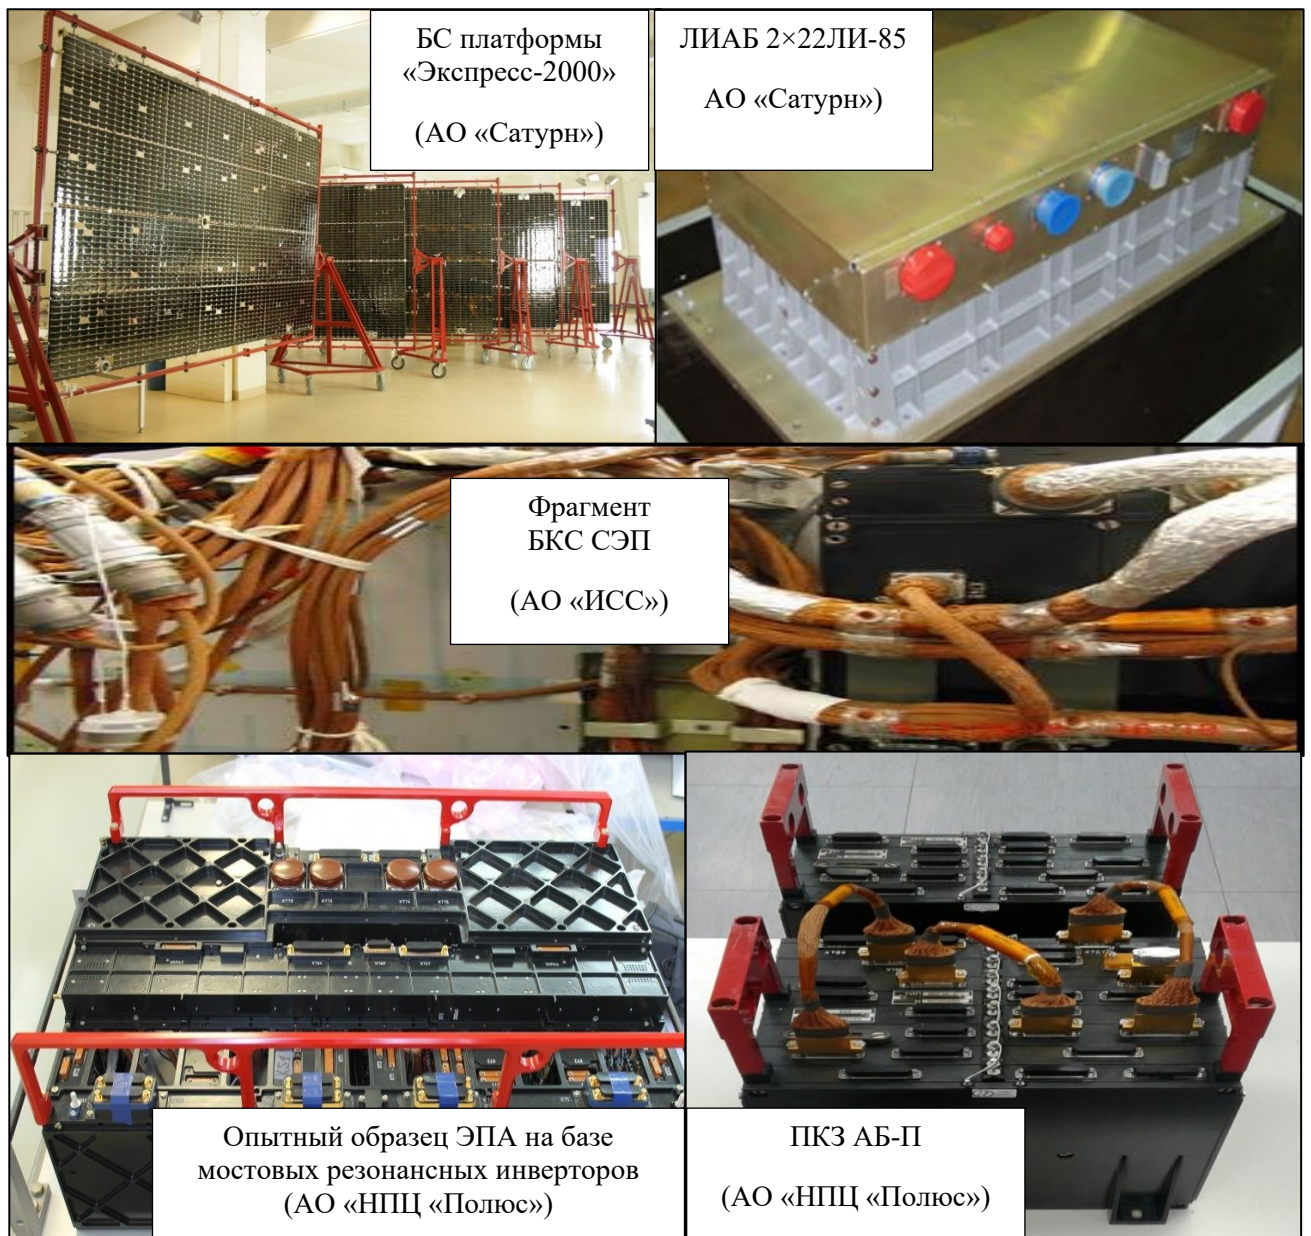 БС платформы
«Экспресс-2000»
(АО «Сатурн»)
ЛИАБ 2×22ЛИ-85
АО «Сатурн»)
Фрагмент
БКС СЭП
(АО «ИСС»)
Опытный образец ЭПА на базе
мостовых резонансных инверторов
(АО «НПЦ «Полюс»)
ПКЗ АБ-П
(АО «НПЦ «Полюс»)